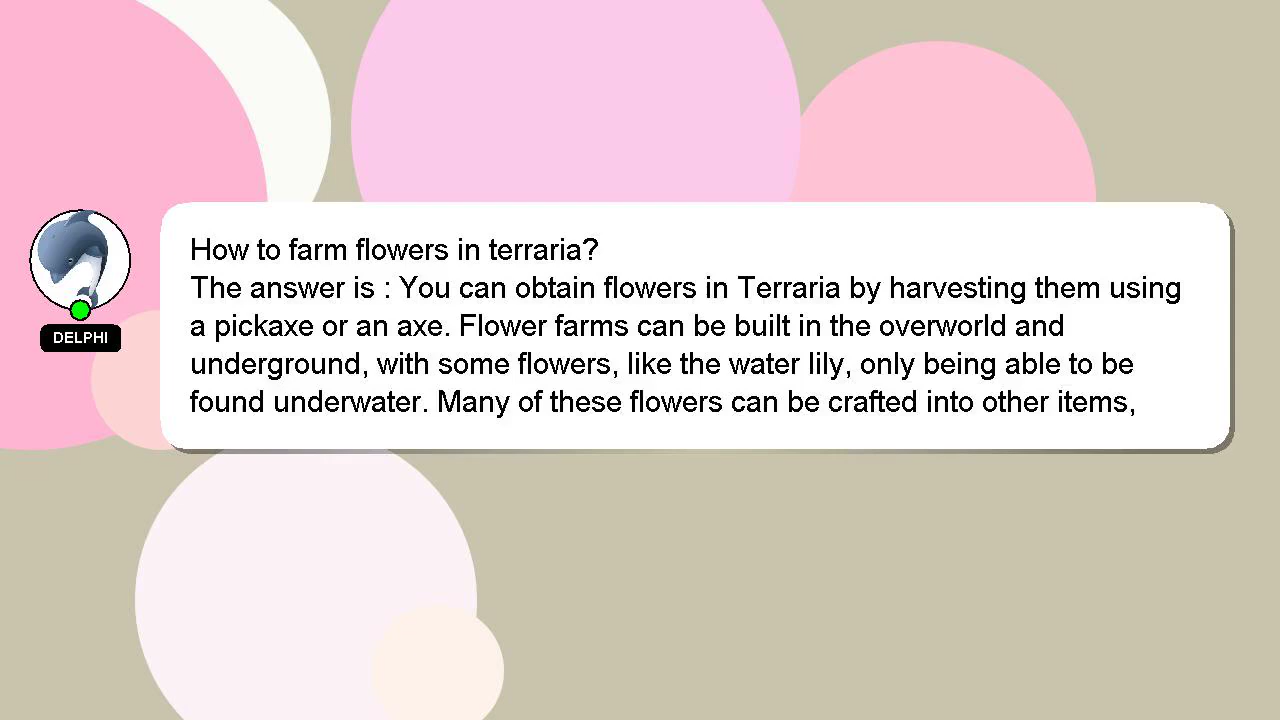 How to farm flowers in terraria?
The answer is : You can obtain flowers in Terraria by harvesting them using
a pickaxe or an axe. Flower farms can be built in the overworld and
underground, with some flowers, like the water lily, only being able to be
found underwater. Many of these flowers can be crafted into other items,
DELPHI